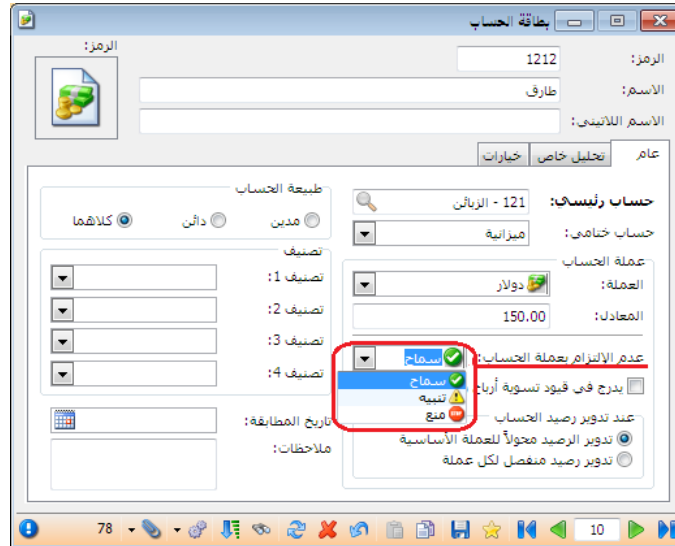 بطاقة الحساب
الرمز: 1212
الرمز:
الاسم: طارق
الاسم اللاتيني:
عام تحليل خاص خيارات
حساب رئيسي: 121 - الزبائن
حساب ختامي: ميزانية
عملة الحساب
العملة: دولار
المعادل: 150.00
عدم الالتزام بعملة الحساب: سماح
سماح
تنبيه
منع
يدرج في قيود تسوية أرباح
عند تدوير رصيد الحساب
تدوير الرصيد محولاً للعملة الأساسية
تدوير رصيد منفصل لكل عملة
طبيعة الحساب
مدين دائن كلاهما
تصنيف
تصنيف 1:
تصنيف 2:
تصنيف 3:
تصنيف 4:
تاريخ المطابقة:
ملاحظات:
10
78